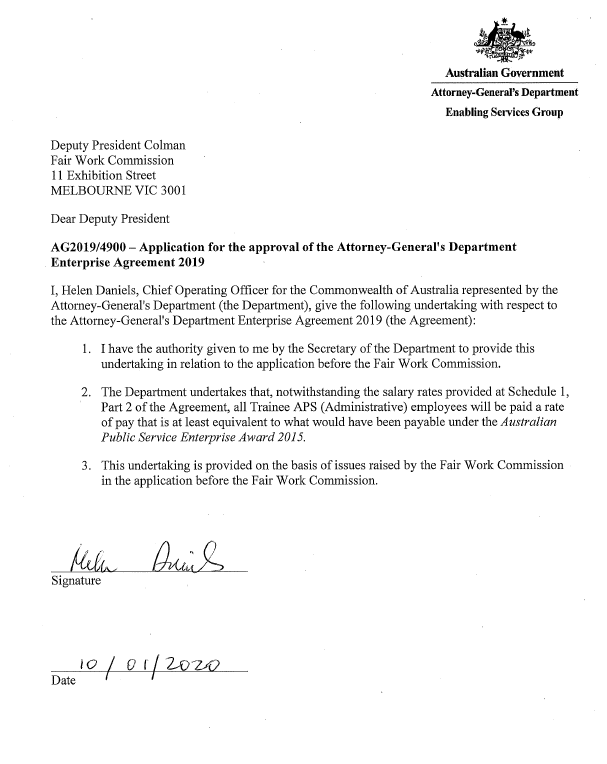 Australian Government
Attorney-General's Department
Enabling Services Group
Deputy President Colman
Fair Work Commission
11 Exhibition Street
MELBOURNE VIC 3001
Dear Deputy President
AG2019/4900 – Application for the approval of the Attorney-General's Department
Enterprise Agreement 2019
I, Helen Daniels, Chief Operating Officer for the Commonwealth of Australia represented by the
Attorney-General's Department (the Department), give the following undertaking with respect to
the Attorney-General's Department Enterprise Agreement 2019 (the Agreement):
1. I have the authority given to me by the Secretary of the Department to provide this
undertaking in relation to the application before the Fair Work Commission.
2. The Department undertakes that, notwithstanding the salary rates provided at Schedule 1,
Part 2 of the Agreement, all Trainee APS (Administrative) employees will be paid a rate
of pay that is at least equivalent to what would have been payable under the Australian
Public Service Enterprise Award 2015.
3. This undertaking is provided on the basis of issues raised by the Fair Work Commission
in the application before the Fair Work Commission.
Helen Daniels
Signature
10/01/2020
Date